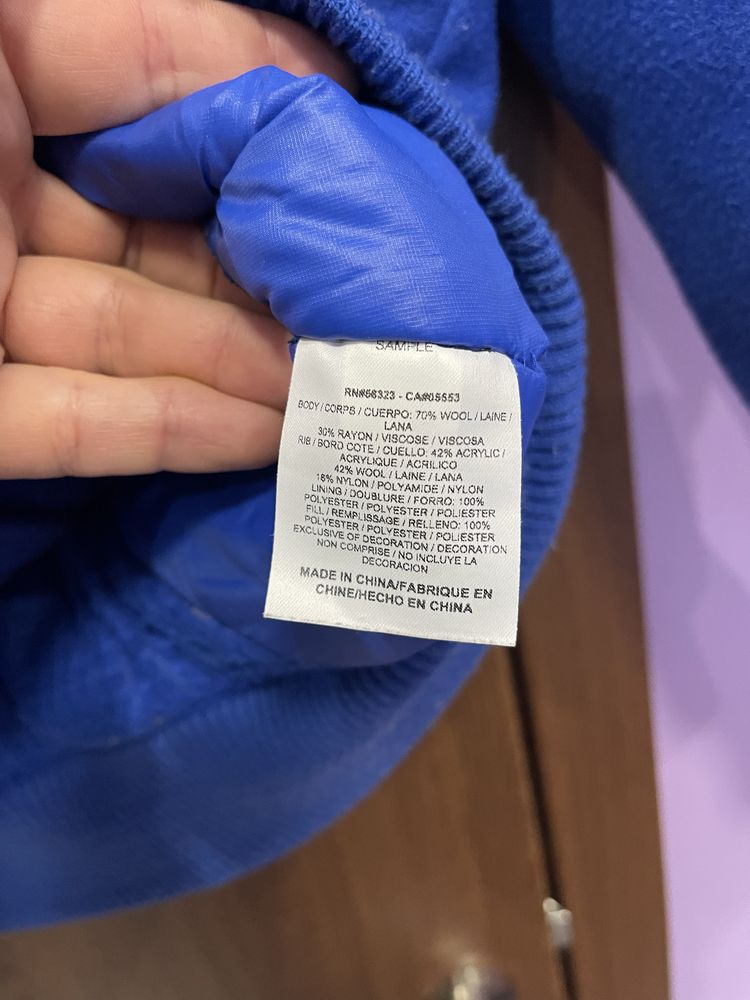 SAMPLE
RN#56323 - CA#05553
BODY / CORPS / CUERPO: 70% WOOL / LAINE /
LANA
30% RAYON / VISCOSE / VISCOSA
RIB / BORD COTE / CUELLO: 42% ACRYLIC /
ACRYLIQUE / ACRILICO
42% WOOL / LAINE / LANA
16% NYLON / POLYAMIDE / NYLON
LINING / DOUBLURE / FORRO: 100%
POLYESTER / POLYESTER / POLIESTER
FILL / REMPLISSAGE / RELLENO: 100%
POLYESTER / POLYESTER / POLIESTER
EXCLUSIVE OF DECORATION / DECORATION
NON COMPRISE / NO INCLUYE LA
DECORACION
MADE IN CHINA/FABRIQUE EN
CHINE/HECHO EN CHINA